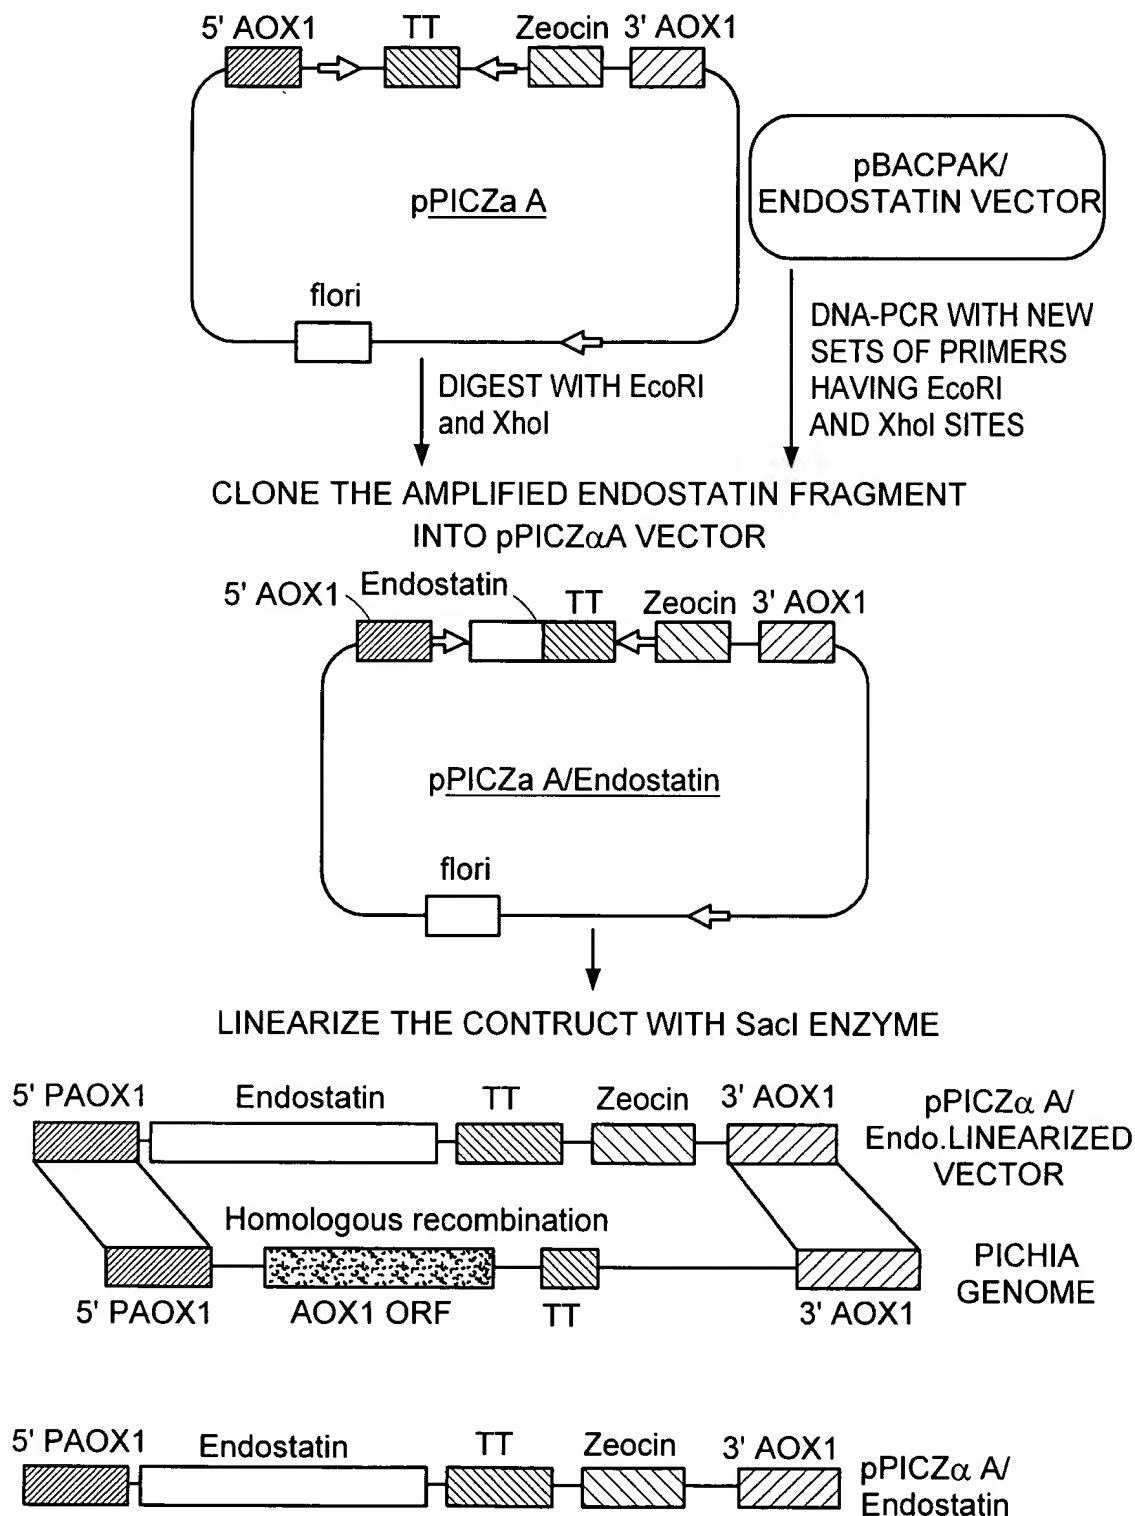 5' AOX1 TT Zeocin 3' AOX1
pPICZa A
pBACPAK/
ENDOSTATIN VECTOR
flori
DIGEST WITH EcoRI
and XhoI
DNA-PCR WITH NEW
SETS OF PRIMERS
HAVING EcoRI
AND XhoI SITES
CLONE THE AMPLIFIED ENDOSTATIN FRAGMENT
INTO pPICZαA VECTOR
5' AOX1 Endostatin TT Zeocin 3' AOX1
pPICZa A/Endostatin
flori
LINEARIZE THE CONTRUCT WITH SacI ENZYME
5' PAOX1 Endostatin TT Zeocin 3' AOX1
pPICZα A/
Endo.LINEARIZED
VECTOR
Homologous recombination
5' PAOX1 AOX1 ORF TT 3' AOX1
PICHIA
GENOME
5' PAOX1 Endostatin TT Zeocin 3' AOX1
pPICZα A/
Endostatin